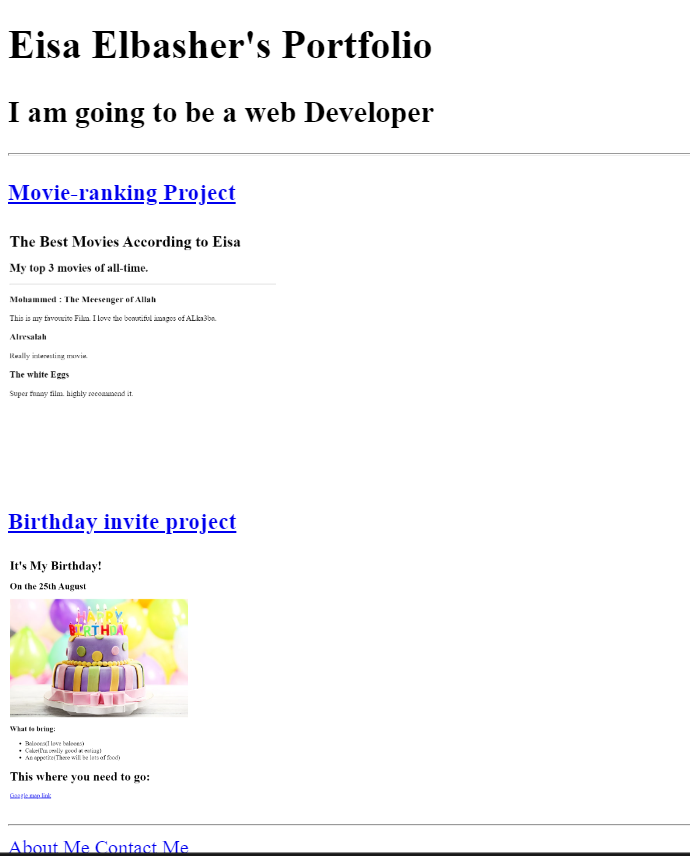 Eisa Elbasher's Portfolio
I am going to be a web Developer
Movie-ranking Project
The Best Movies According to Eisa
My top 3 movies of all-time.
Mohammed : The Meesenger of Allah
This is my favourite Film. I love the beautiful images of ALka3ba.
Alresalah
Really interesting movie.
The white Eggs
Super funny film. highly recommend it.
Birthday invite project
It's My Birthday!
On the 25th August
HAPPY
BIRTHDAY
What to bring:
Baloons(I love baloons)
Cake(I'm really good at eating)
An appetite(There will be lots of food)
This where you need to go:
Google map link
About Me Contact Me